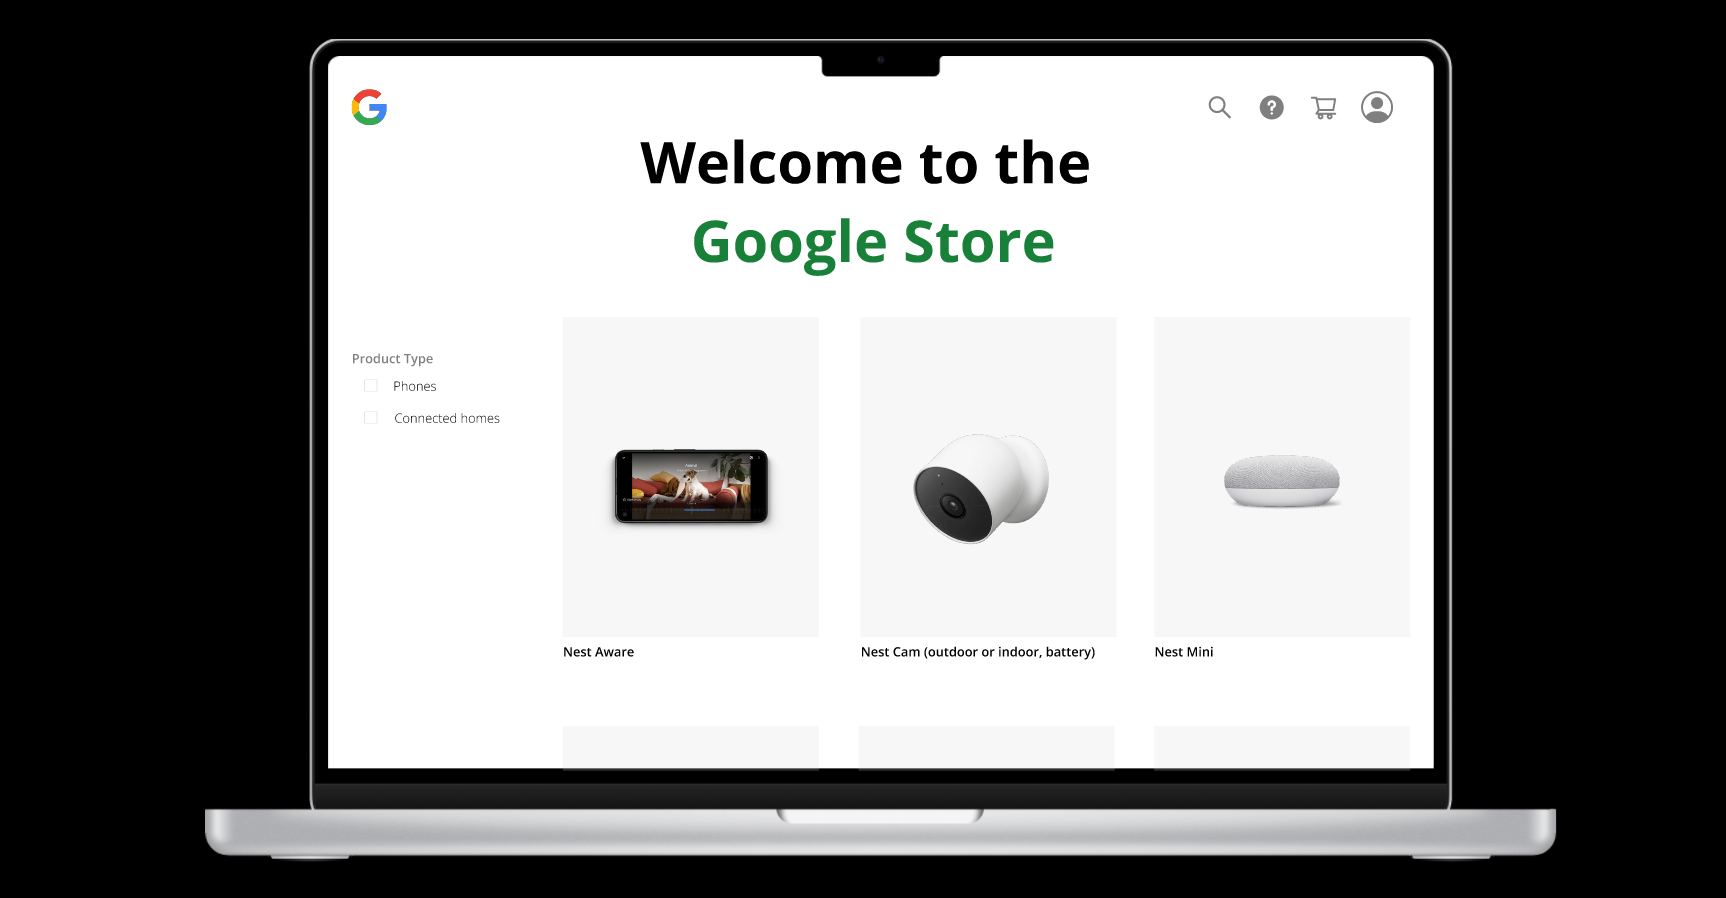 Welcome to the
Google Store
Product Type
Phones
Connected homes
Nest Aware
Nest Cam (outdoor or indoor, battery)
Nest Mini